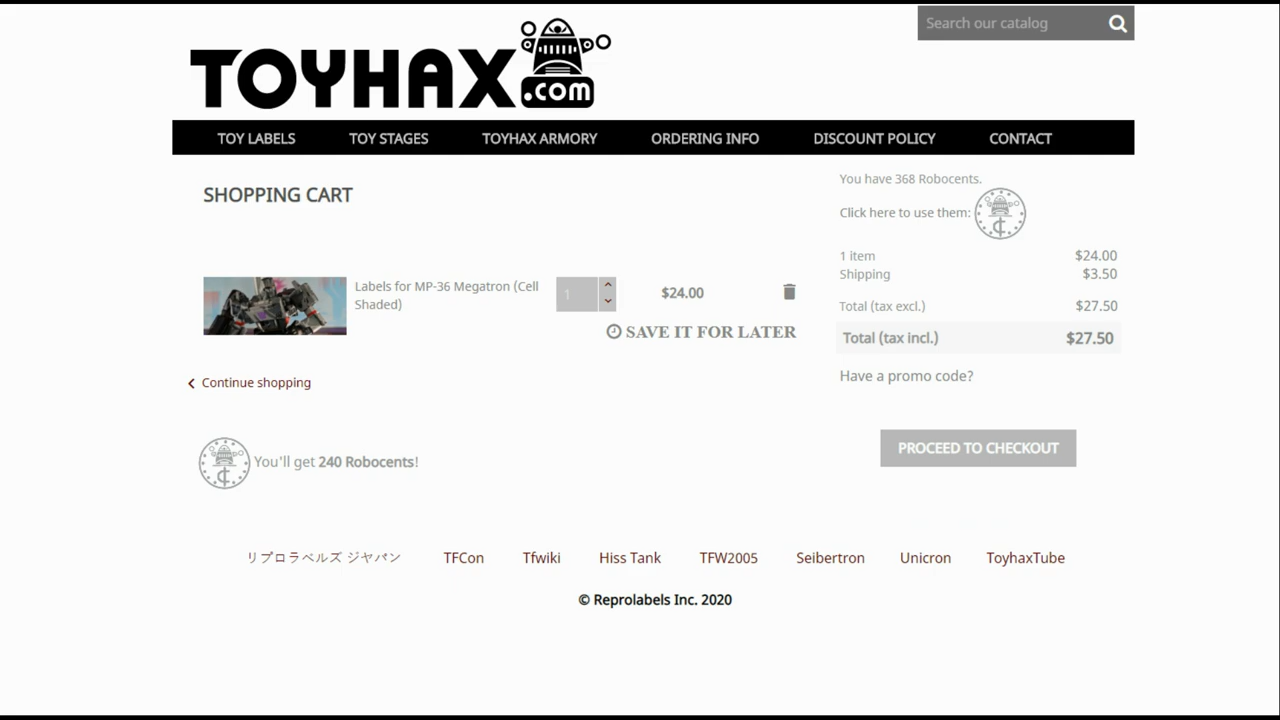 Search our catalog
TOYHAX
.com
TOY LABELS TOY STAGES TOYHAX ARMORY ORDERING INFO DISCOUNT POLICY CONTACT
SHOPPING CART
Labels for MP-36 Megatron (Cell
Shaded)
1
$24.00
SAVE IT FOR LATER
Continue shopping
You'll get 240 Robocents!
You have 368 Robocents.
Click here to use them:
1 item $24.00
Shipping $3.50
Total (tax excl.) $27.50
Total (tax incl.) $27.50
Have a promo code?
PROCEED TO CHECKOUT
リプロラベルズ ジャパン TFCon Tfwiki Hiss Tank TFW2005 Seibertron Unicron ToyhaxTube
© Reprolabels Inc. 2020